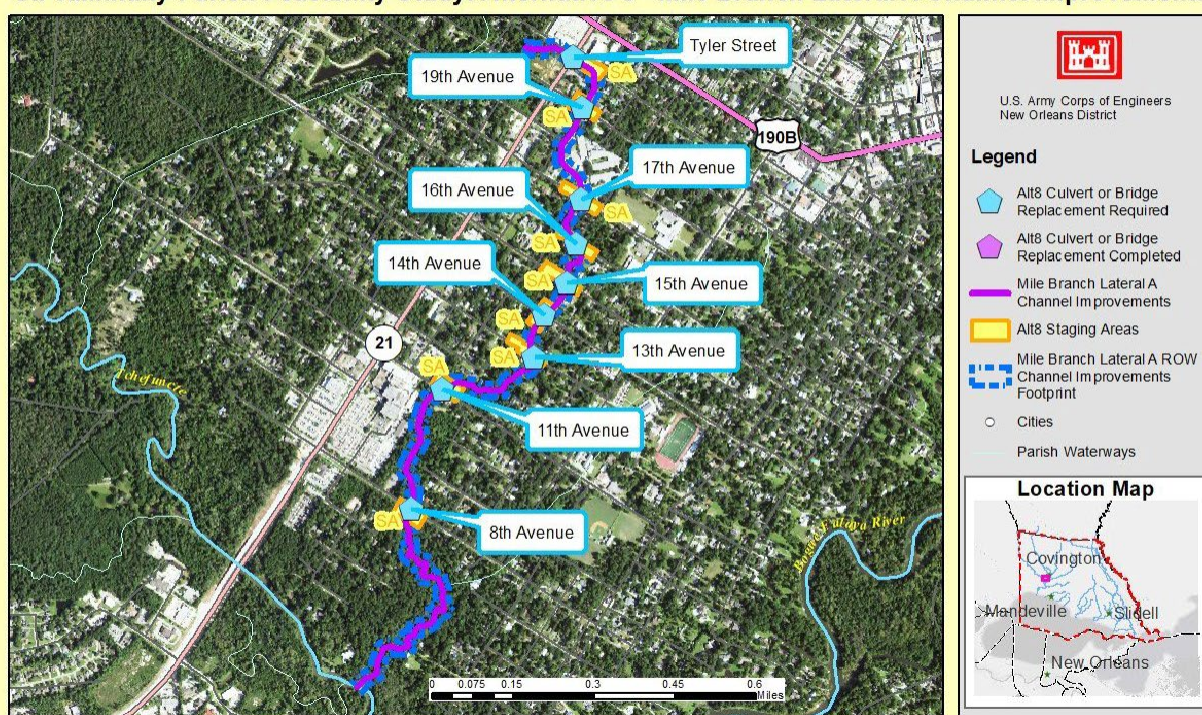 Tyler Street
19th Avenue
SA
SA
190B
17th Avenue
16th Avenue
SA
SA
14th Avenue
SA
15th Avenue
SA
21
13th Avenue
SA
SA
11th Avenue
8th Avenue
SA
River
0 0.075 0.15 0.3 0.45 0.6
Miles
U.S. Army Corps of Engineers
New Orleans District
Legend
Alt8 Culvert or Bridge
Replacement Required
Alt8 Culvert or Bridge
Replacement Completed
Mile Branch Lateral A
Channel Improvements
Alt8 Staging Areas
Mile Branch Lateral A ROW
Channel Improvements
Footprint
Cities
Parish Waterways
Location Map
Covington
Mandeville
Slidell
New Orleans